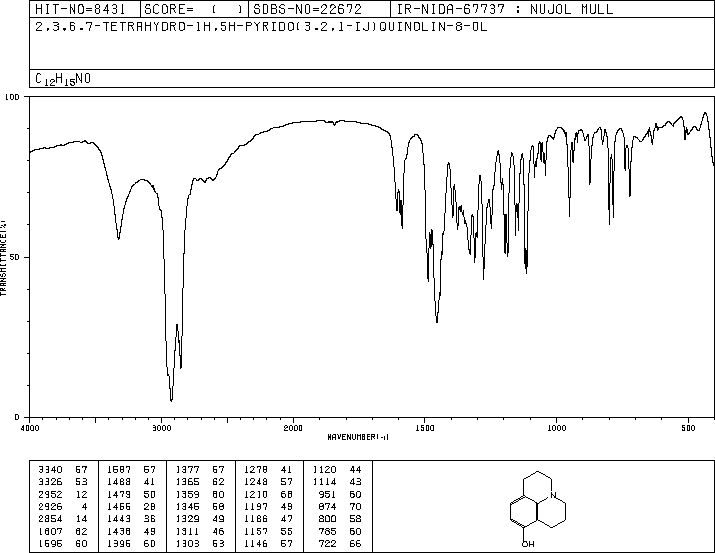 HIT-NO=8431 SCORE= ( ) SDBS-NO=22672 IR-NIDA-67737 : NUJOL MULL
2,3,6,7-TETRAHYDRO-1H,5H-PYRIDO(3,2,1-IJ)QUINOLIN-8-OL
C12H15NO
100
50
0
TRANSMITTANCE(%)
4000 3000 2000 1500 1000 500
WAVENUMBER(-1)
3340 57 1587 57 1377 57 1278 41 1120 44
3326 53 1488 41 1365 62 1248 57 1114 43
2952 12 1479 50 1359 60 1210 68 951 60
2926 4 1456 28 1345 58 1197 49 874 70
2854 14 1443 36 1329 49 1186 47 800 58
1607 62 1438 49 1311 46 1157 55 785 60
1595 60 1395 60 1303 53 1146 57 722 66
N
OH